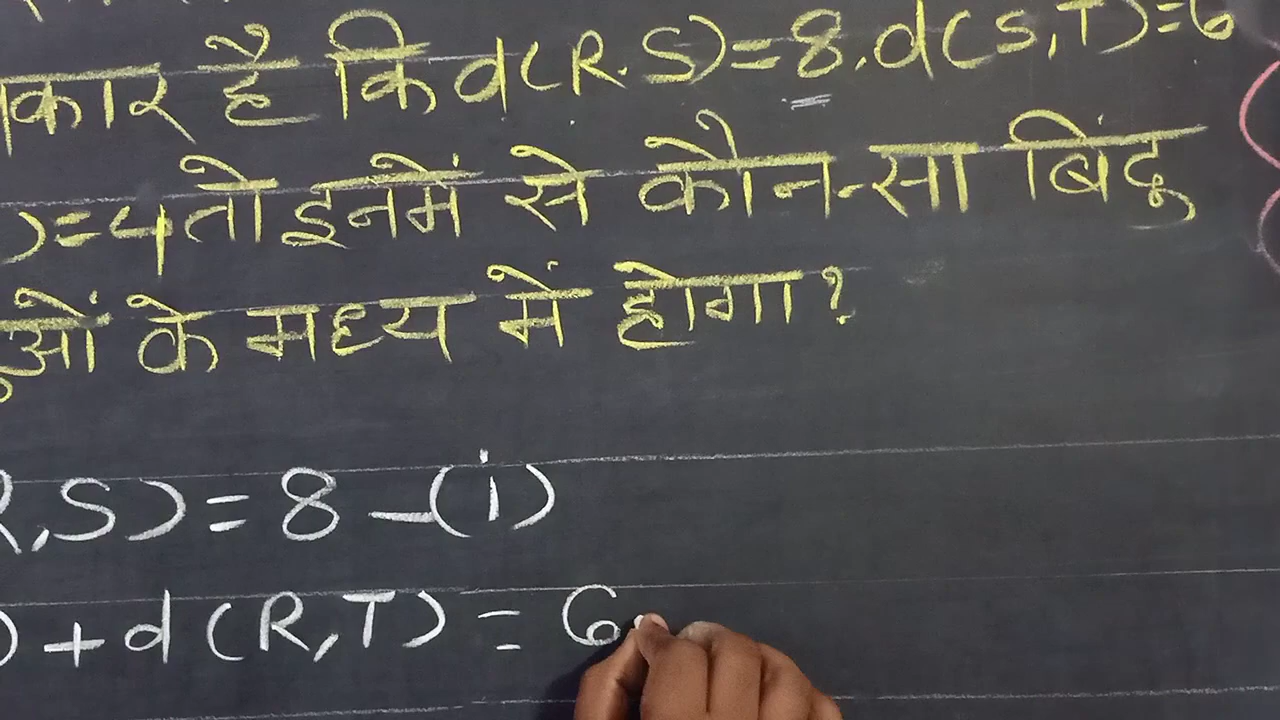 कार है कि d(R.S)=8.d(S,T)=6
)=4 तो इनमें से कौन-सा बिंदु
ुओं के मध्य में होगा?
R,S)=8-(i)
)+d(R,T)=6